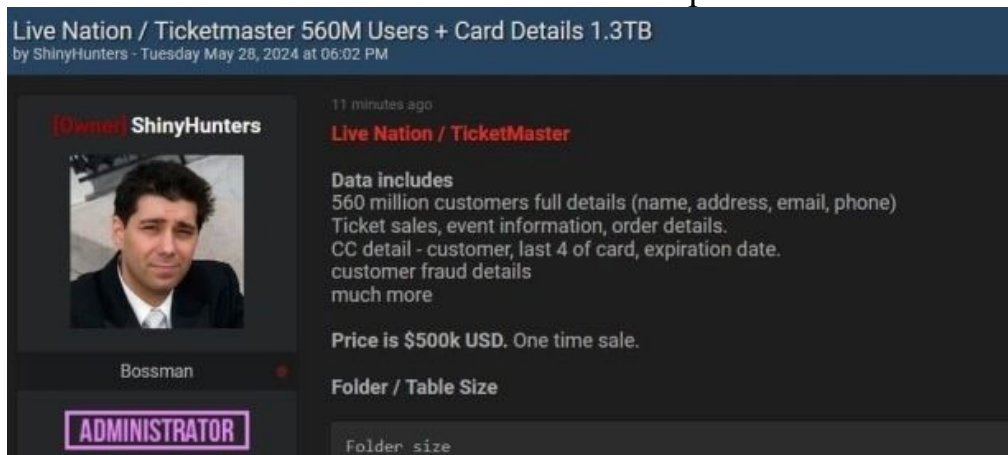 Live Nation / Ticketmaster 560M Users + Card Details 1.3TB
by ShinyHunters - Tuesday May 28, 2024 at 06:02 PM
[Owner] ShinyHunters
Bossman
ADMINISTRATOR
11 minutes ago
Live Nation / TicketMaster
Data includes
560 million customers full details (name, address, email, phone)
Ticket sales, event information, order details.
CC detail - customer, last 4 of card, expiration date.
customer fraud details
much more
Price is $500k USD. One time sale.
Folder / Table Size
Folder size